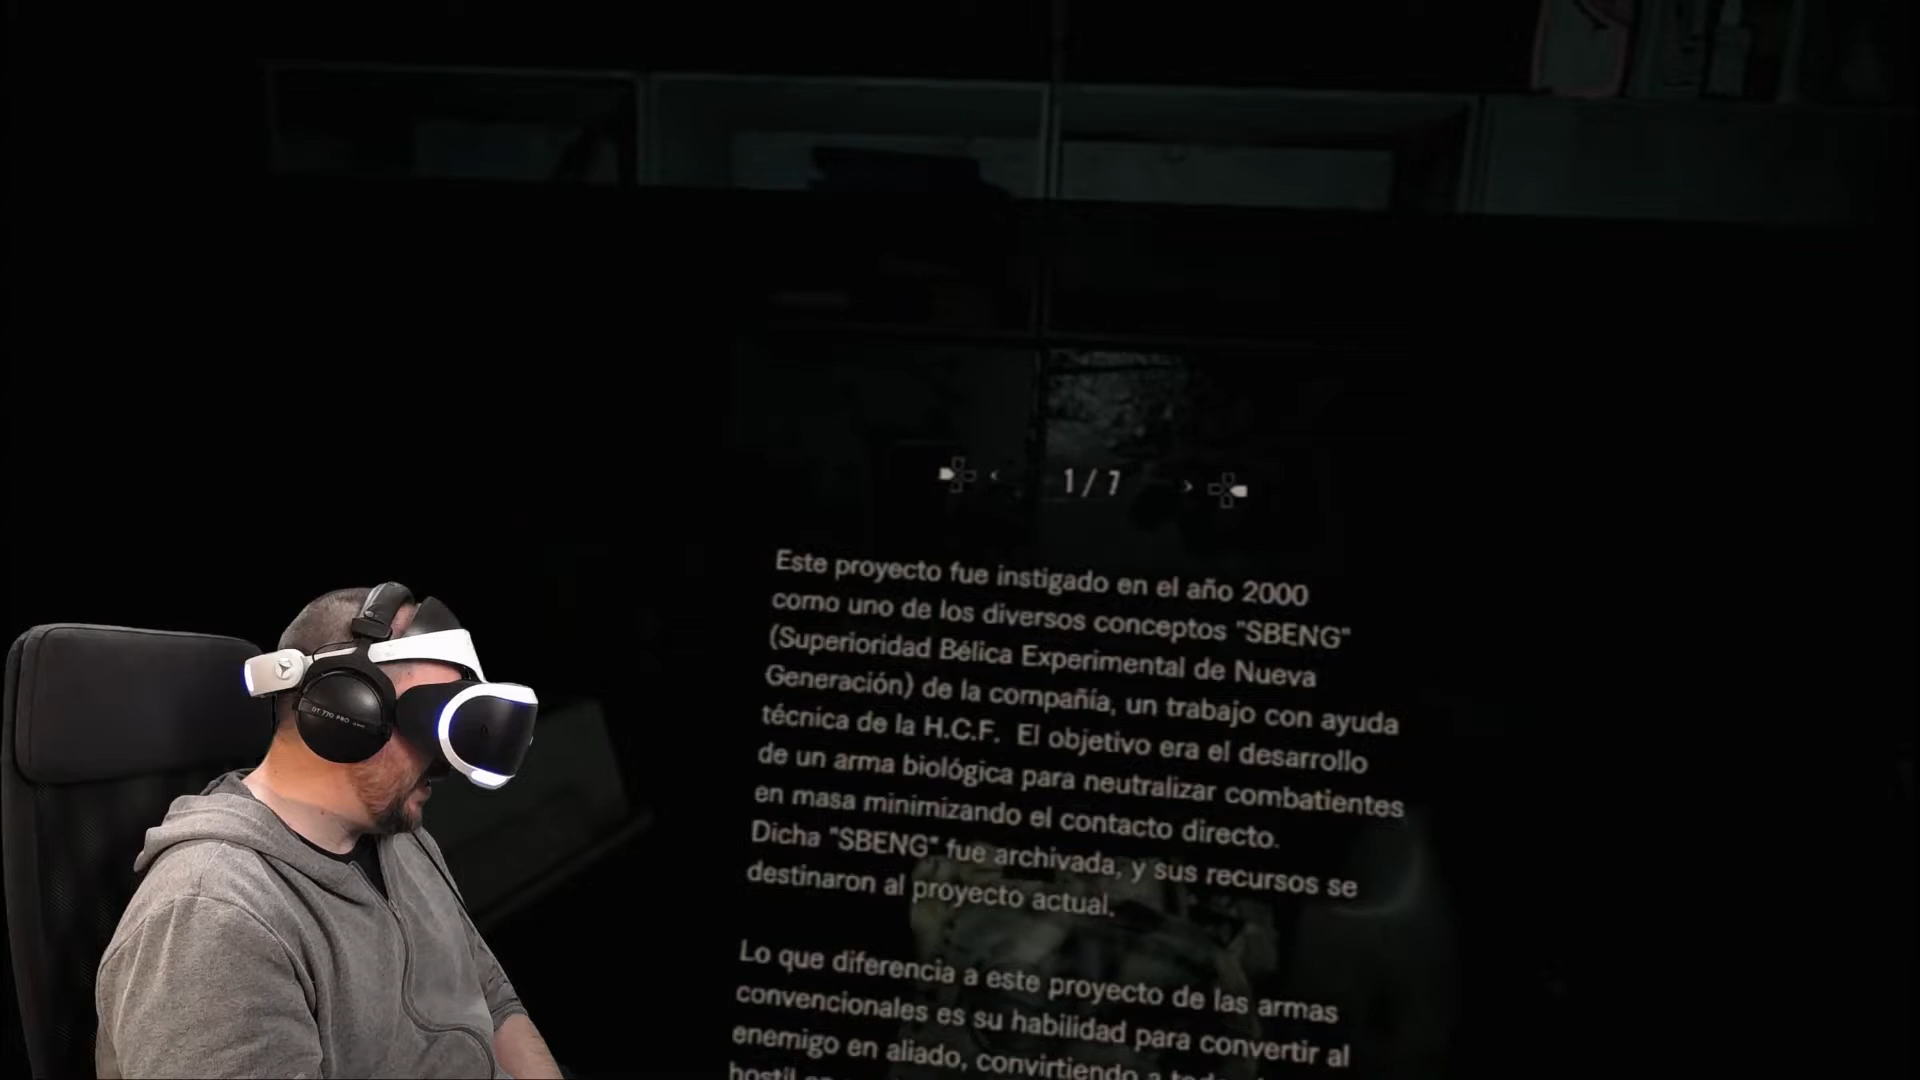 1 / 7
Este proyecto fue instigado en el año 2000
como uno de los diversos conceptos "SBENG"
(Superioridad Bélica Experimental de Nueva
Generación) de la compañía, un trabajo con ayuda
técnica de la H.C.F. El objetivo era el desarrollo
de un arma biológica para neutralizar combatientes
en masa minimizando el contacto directo.
Dicha "SBENG" fue archivada, y sus recursos se
destinaron al proyecto actual.
Lo que diferencia a este proyecto de las armas
convencionales es su habilidad para convertir al
enemigo en aliado, convirtiendo a
hostil
DT 770 PRO